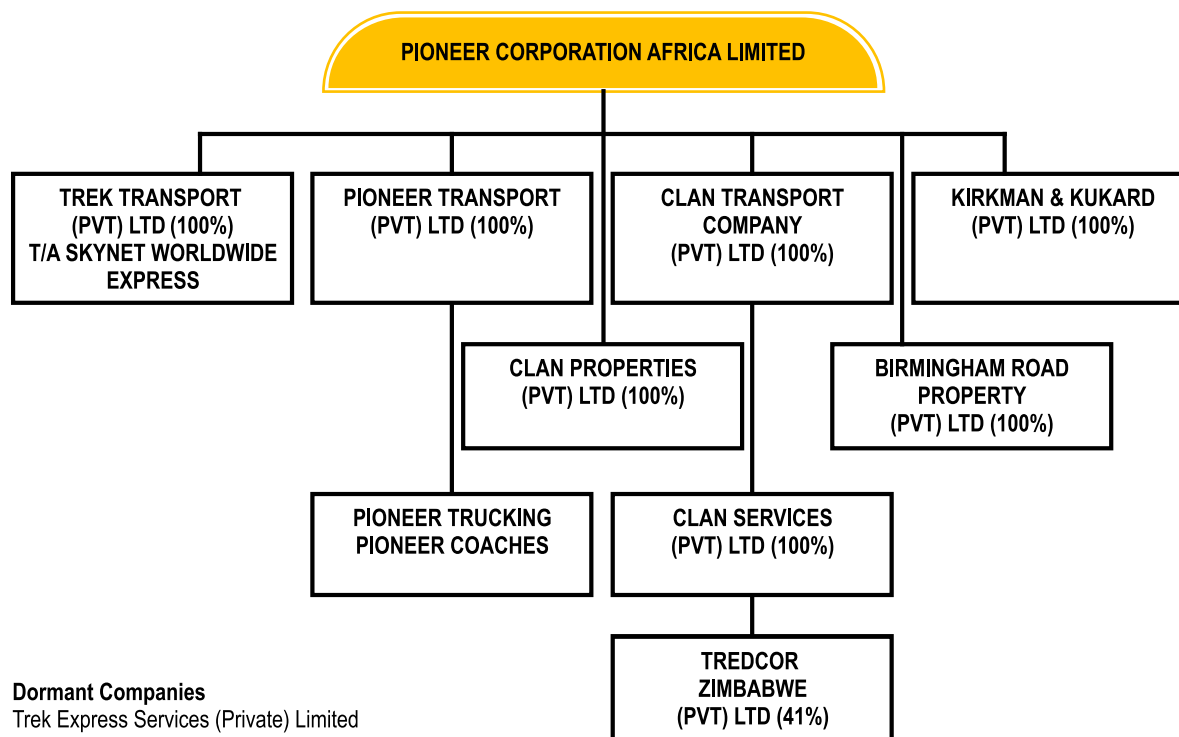 PIONEER CORPORATION AFRICA LIMITED
TREK TRANSPORT
(PVT) LTD (100%)
T/A SKYNET WORLDWIDE
EXPRESS
PIONEER TRANSPORT
(PVT) LTD (100%)
CLAN TRANSPORT
COMPANY
(PVT) LTD (100%)
KIRKMAN & KUKARD
(PVT) LTD (100%)
CLAN PROPERTIES
(PVT) LTD (100%)
BIRMINGHAM ROAD
PROPERTY
(PVT) LTD (100%)
PIONEER TRUCKING
PIONEER COACHES
CLAN SERVICES
(PVT) LTD (100%)
TREDCOR
ZIMBABWE
(PVT) LTD (41%)
Dormant Companies
Trek Express Services (Private) Limited